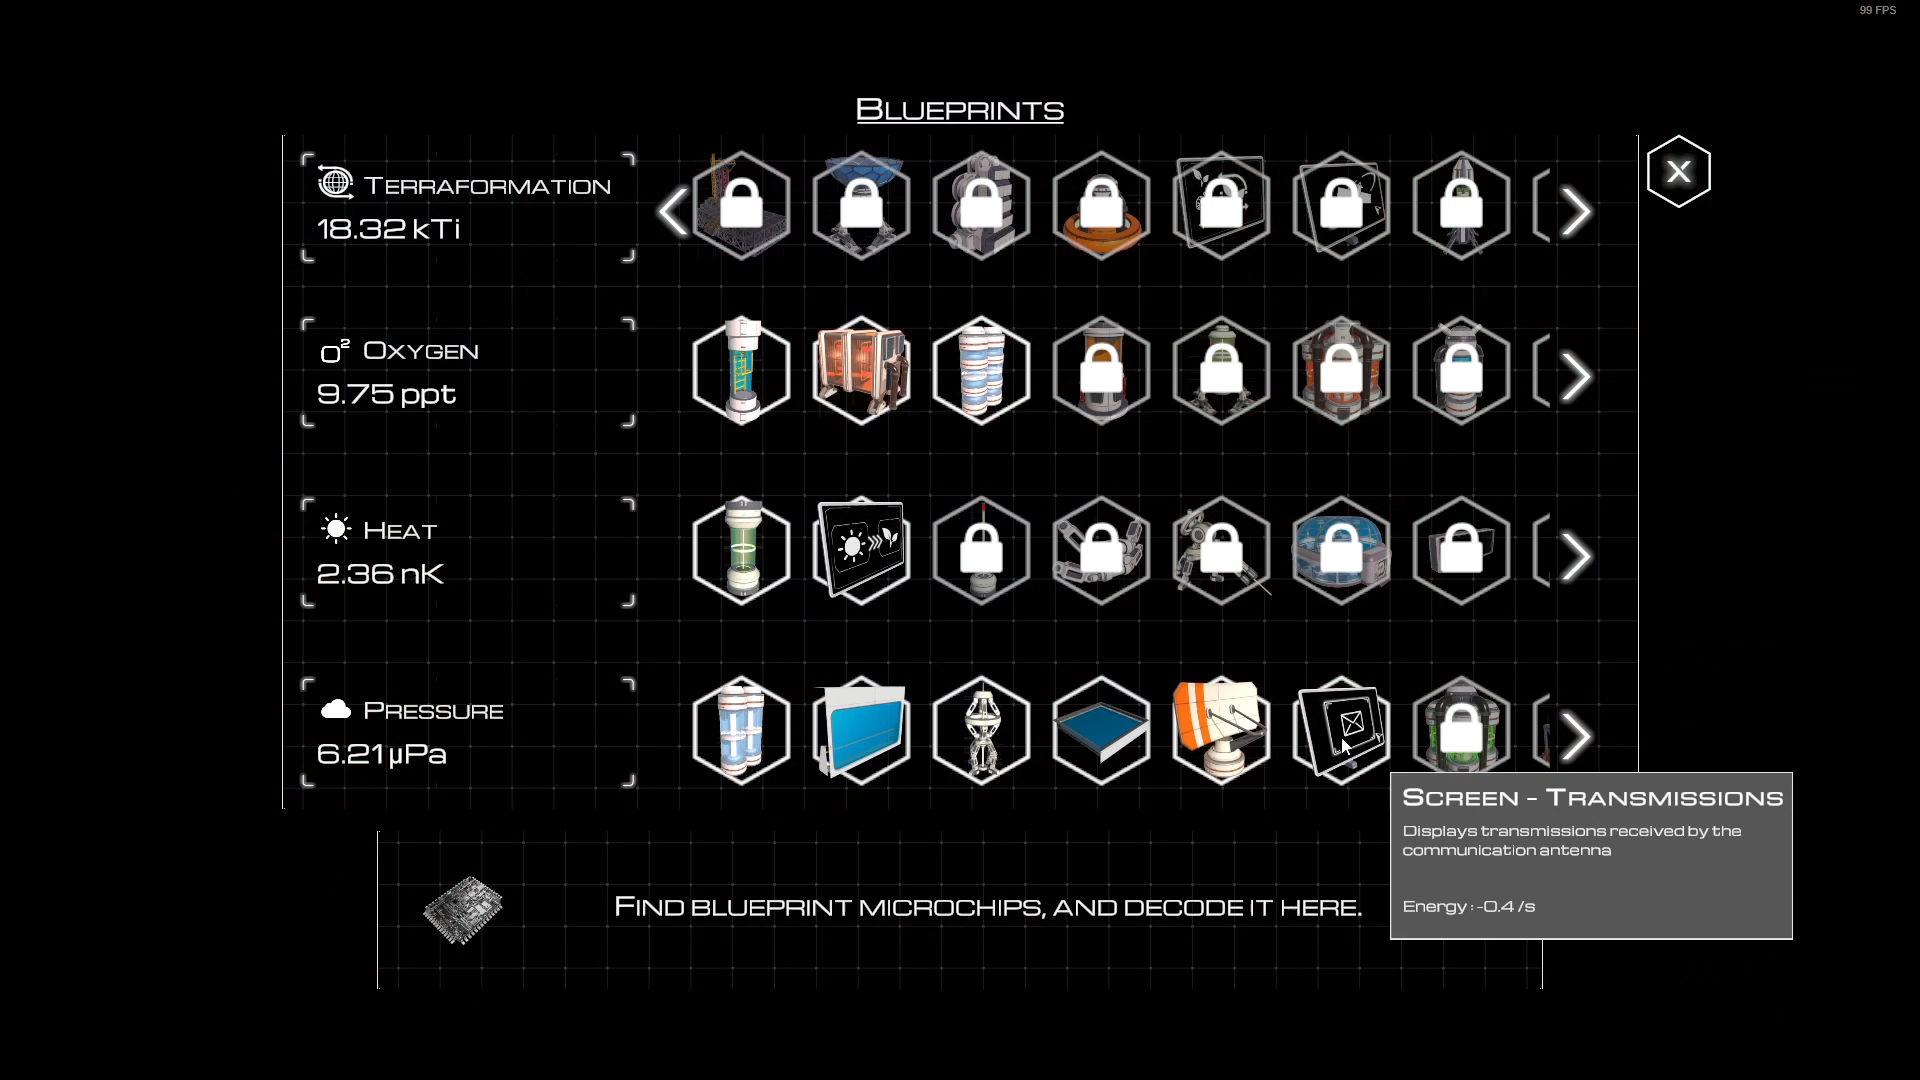 99 FPS
BLUEPRINTS
X
TERRAFORMATION
18.32 kTi
O² OXYGEN
9.75 ppt
HEAT
2.36 nK
PRESSURE
6.21 µPa
SCREEN - TRANSMISSIONS
Displays transmissions received by the
communication antenna
Energy : -0.4 /s
FIND BLUEPRINT MICROCHIPS, AND DECODE IT HERE.